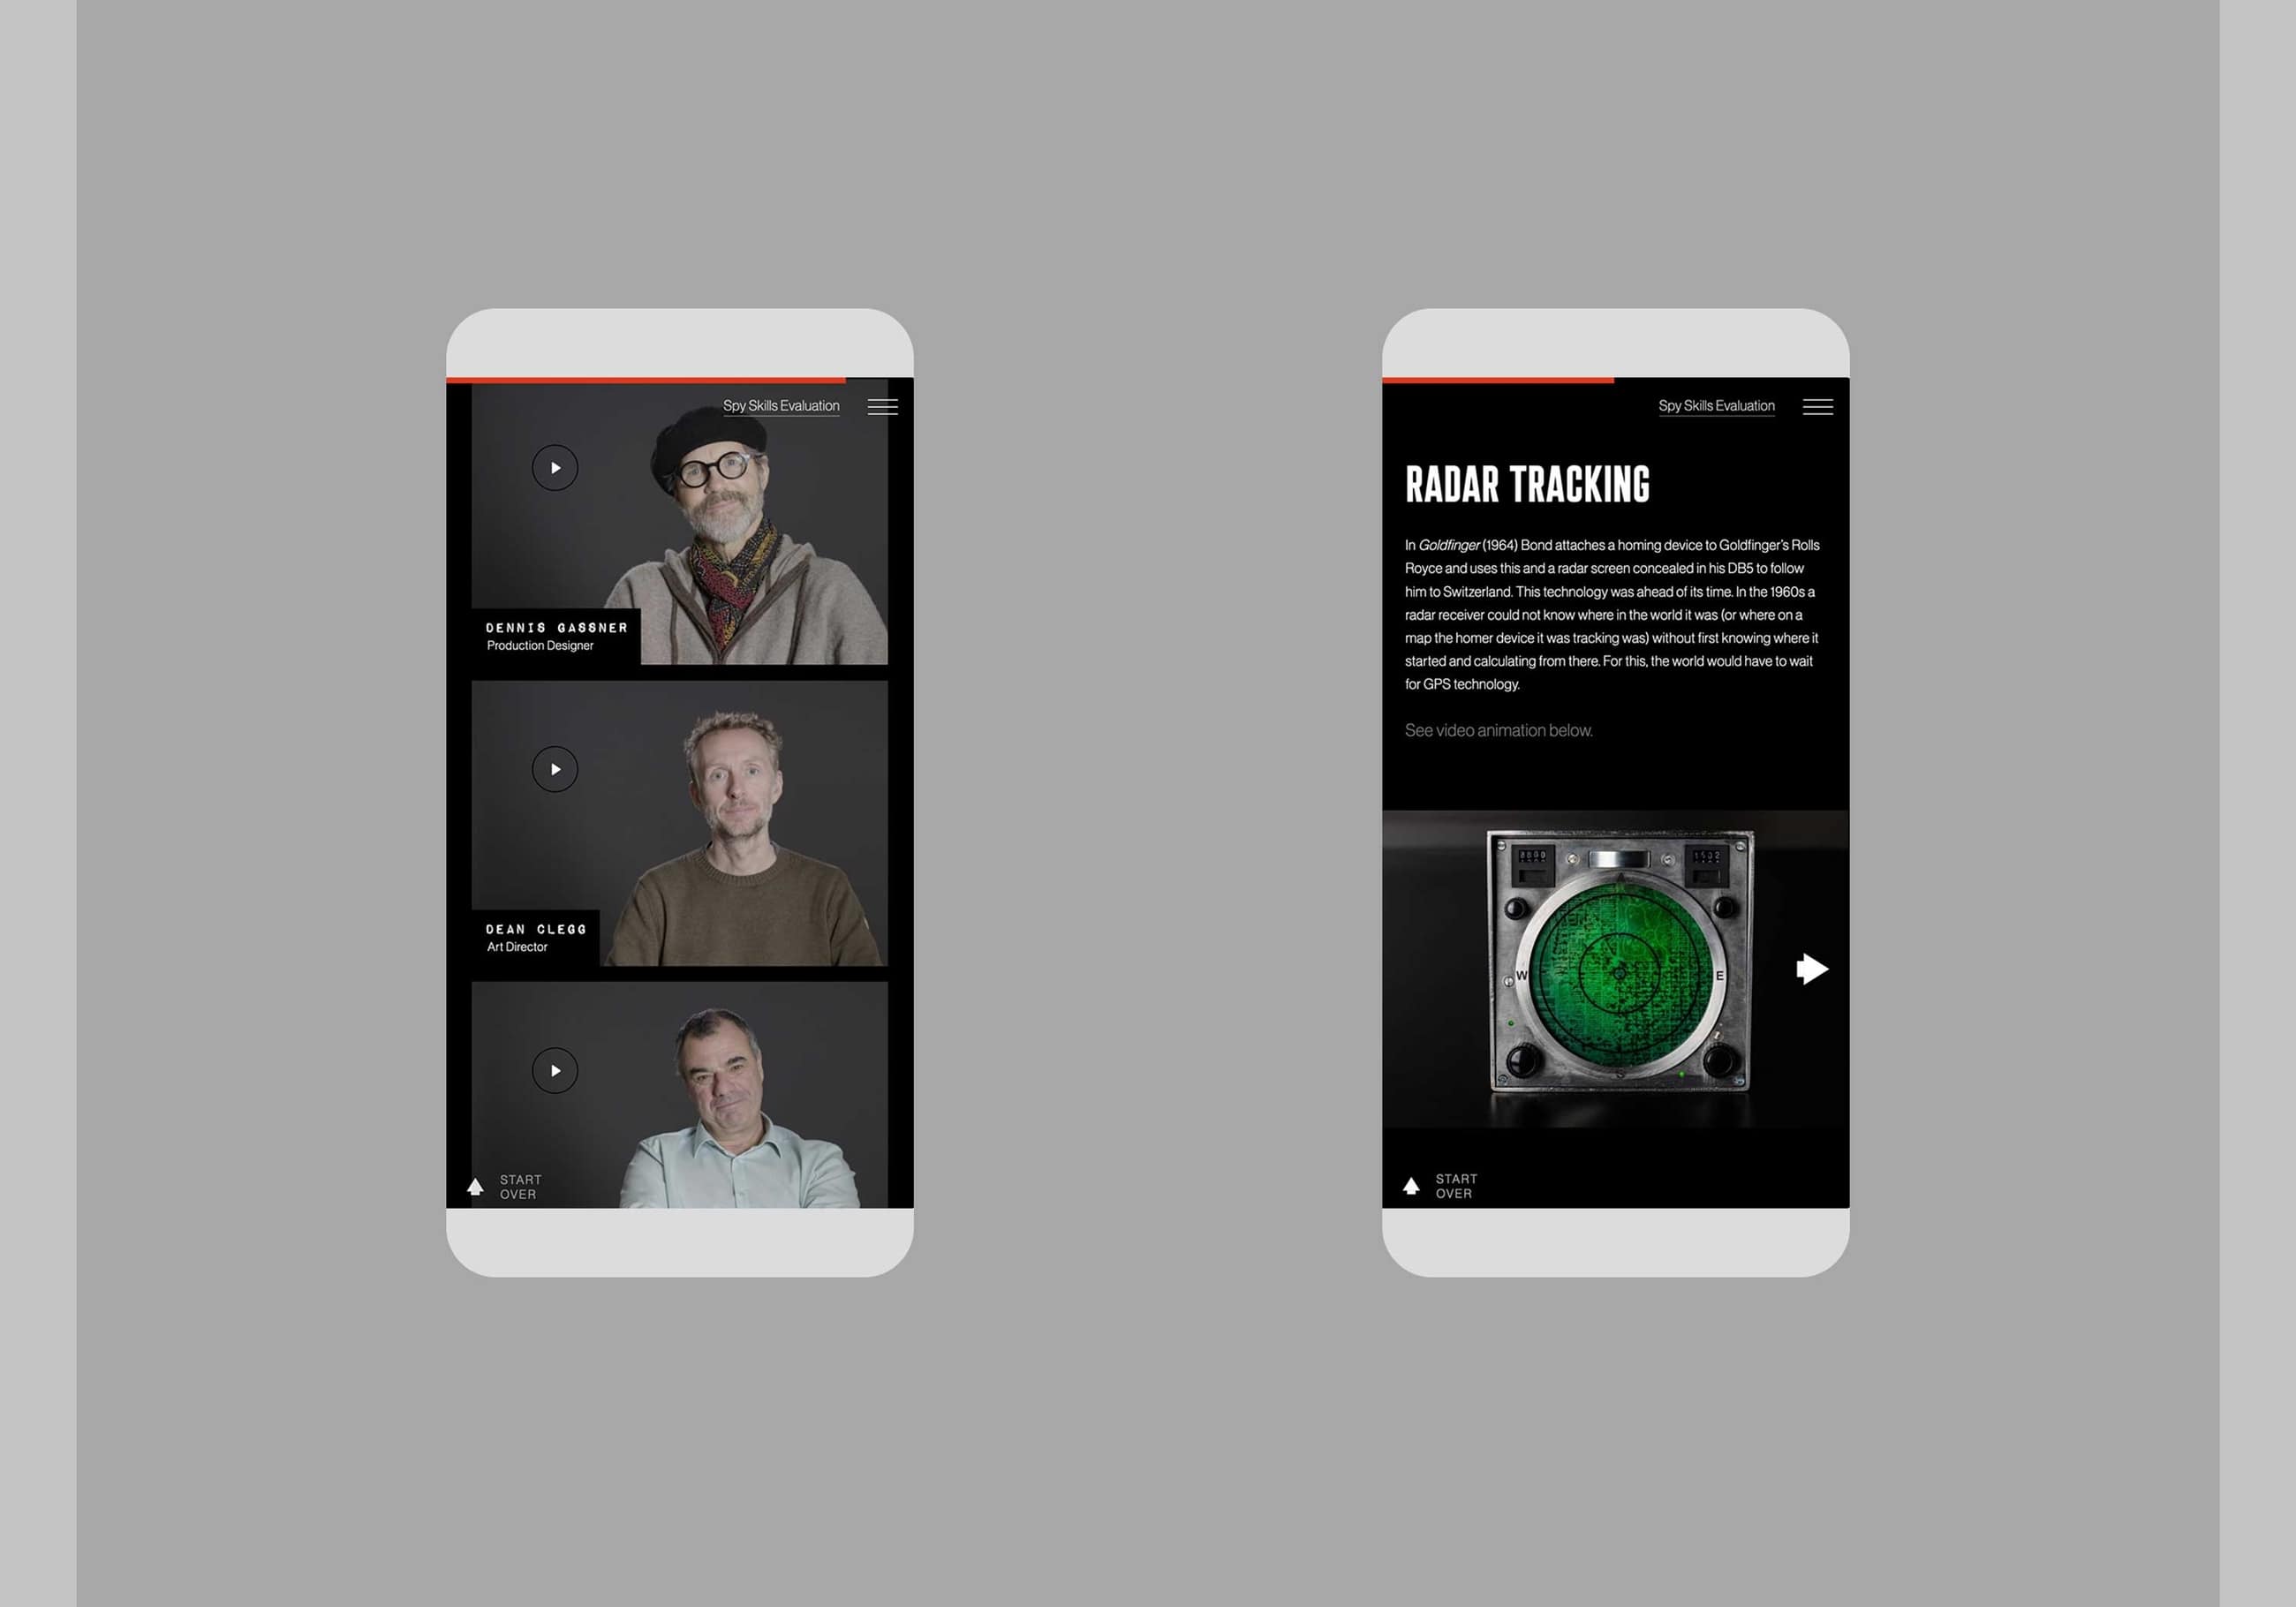 Spy Skills Evaluation
DENNIS GASSNER
Production Designer
DEAN CLEGG
Art Director
START
OVER
Spy Skills Evaluation
RADAR TRACKING
In Goldfinger (1964) Bond attaches a homing device to Goldfinger's Rolls
Royce and uses this and a radar screen concealed in his DB5 to follow
him to Switzerland. This technology was ahead of its time. In the 1960s a
radar receiver could not know where in the world it was (or where on a
map the homer device it was tracking was) without first knowing where it
started and calculating from there. For this, the world would have to wait
for GPS technology.
See video animation below.
W
E
S
START
OVER